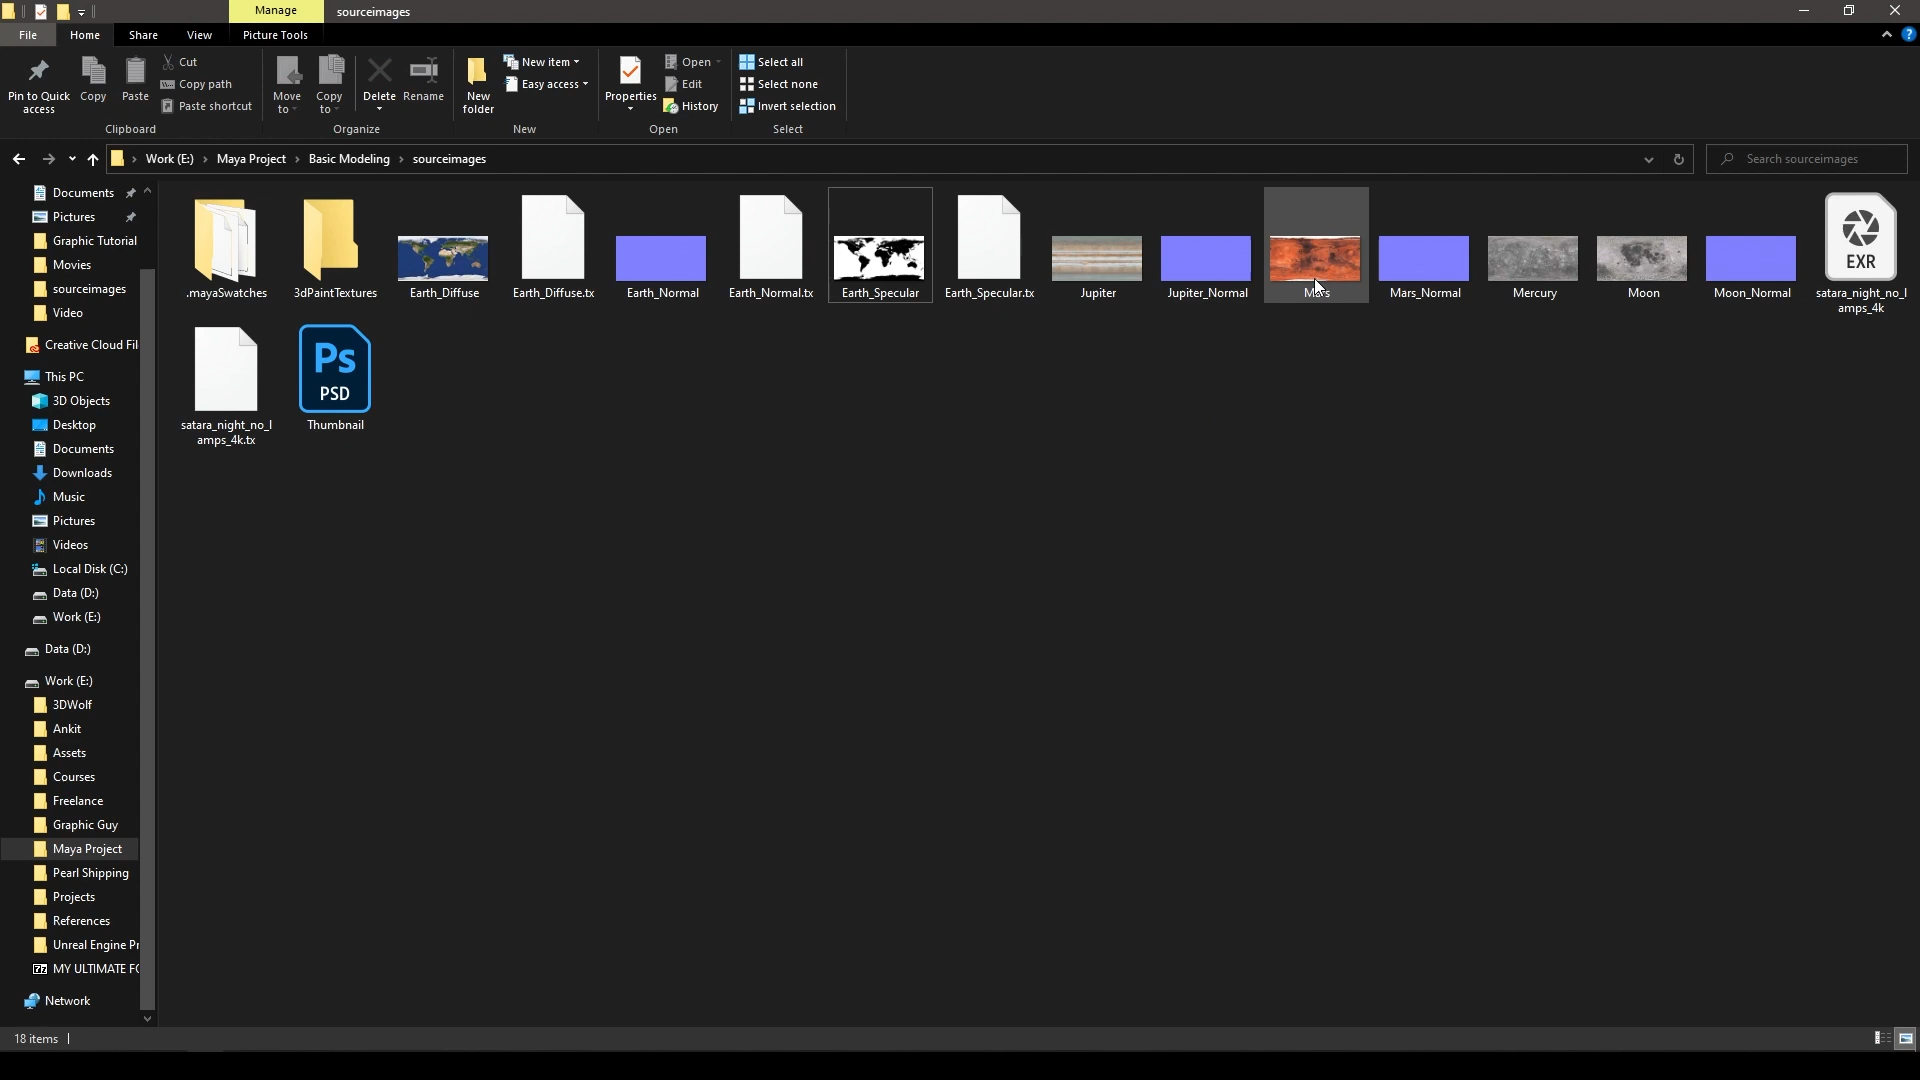 Manage
sourceimages
File
Home
Share
View
Picture Tools
Pin to Quick
access
Copy
Paste
Cut
Copy path
Paste shortcut
Clipboard
Move
to
Copy
to
Delete
Rename
Organize
New
folder
New item
Easy access
New
Properties
Open
Edit
History
Open
Select all
Select none
Invert selection
Select
Work (E:)
Maya Project
Basic Modeling
sourceimages
Search sourceimages
Documents
Pictures
Graphic Tutorial
Movies
sourceimages
Video
Creative Cloud Fil
This PC
3D Objects
Desktop
Documents
Downloads
Music
Pictures
Videos
Local Disk (C:)
Data (D:)
Work (E:)
Data (D:)
Work (E:)
3DWolf
Ankit
Assets
Courses
Freelance
Graphic Guy
Maya Project
Pearl Shipping
Projects
References
Unreal Engine Pr
MY ULTIMATE FO
Network
.mayaSwatches
3dPaintTextures
Earth_Diffuse
Earth_Diffuse.tx
Earth_Normal
Earth_Normal.tx
Earth_Specular
Earth_Specular.tx
Jupiter
Jupiter_Normal
Mars
Mars_Normal
Mercury
Moon
Moon_Normal
EXR
satara_night_no_l
amps_4k
satara_night_no_l
amps_4k.tx
Ps
PSD
Thumbnail
18 items